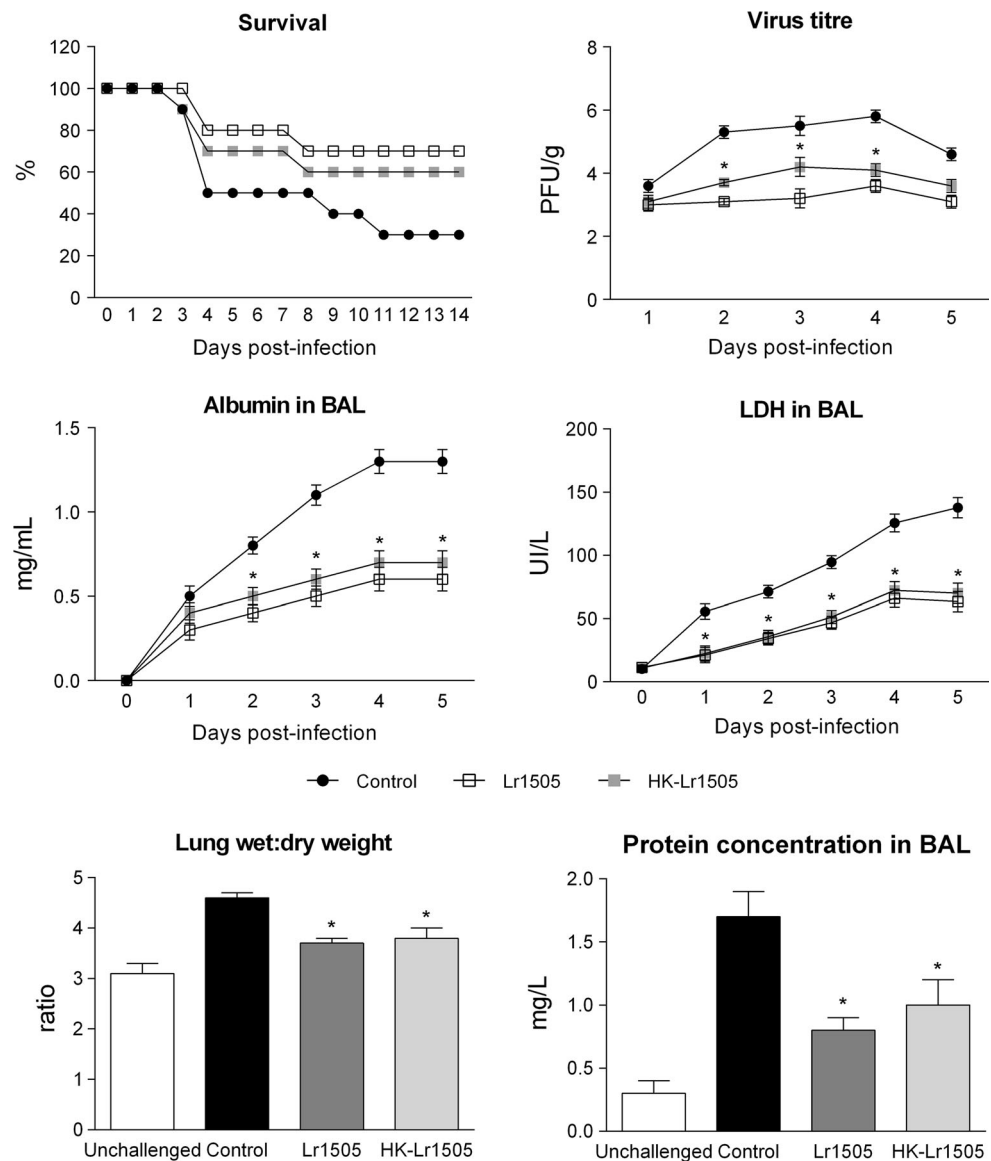 Survival
120
100
80
60
40
20
0
%
0 1 2 3 4 5 6 7 8 9 10 11 12 13 14
Days post-infection
Virus titre
8
6
4
2
0
PFU/g
* * *
1 2 3 4 5
Days post-infection
Albumin in BAL
1.5
1.0
0.5
0.0
mg/mL
* * * *
0 1 2 3 4 5
Days post-infection
LDH in BAL
200
150
100
50
0
UI/L
* * * * *
0 1 2 3 4 5
Days post-infection
Control Lr1505 HK-Lr1505
Lung wet:dry weight
5
4
3
2
1
0
ratio
* *
Unchallenged Control Lr1505 HK-Lr1505
Protein concentration in BAL
2.0
1.5
1.0
0.5
0.0
mg/L
* *
Unchallenged Control Lr1505 HK-Lr1505